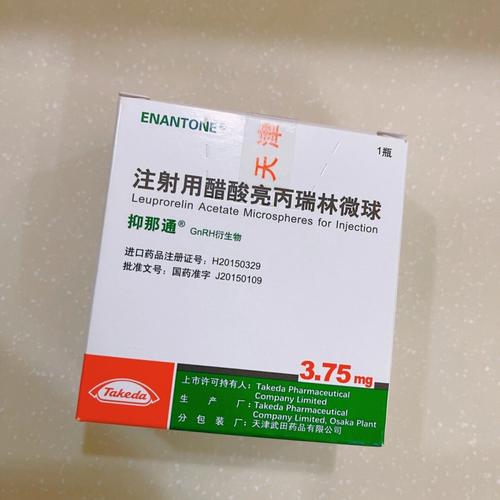 ENANTONE®
天津
1瓶
注射用醋酸亮丙瑞林微球
Leuprorelin Acetate Microspheres for Injection
抑那通® GnRH衍生物
进口药品注册证号：H20150329
批准文号：国药准字 J20150109
3.75mg
Takeda
上市许可持有人：Takeda Pharmaceutical
Company Limited
生产厂：Takeda Pharmaceutical
Company Limited, Osaka Plant
分包装厂：天津武田药品有限公司